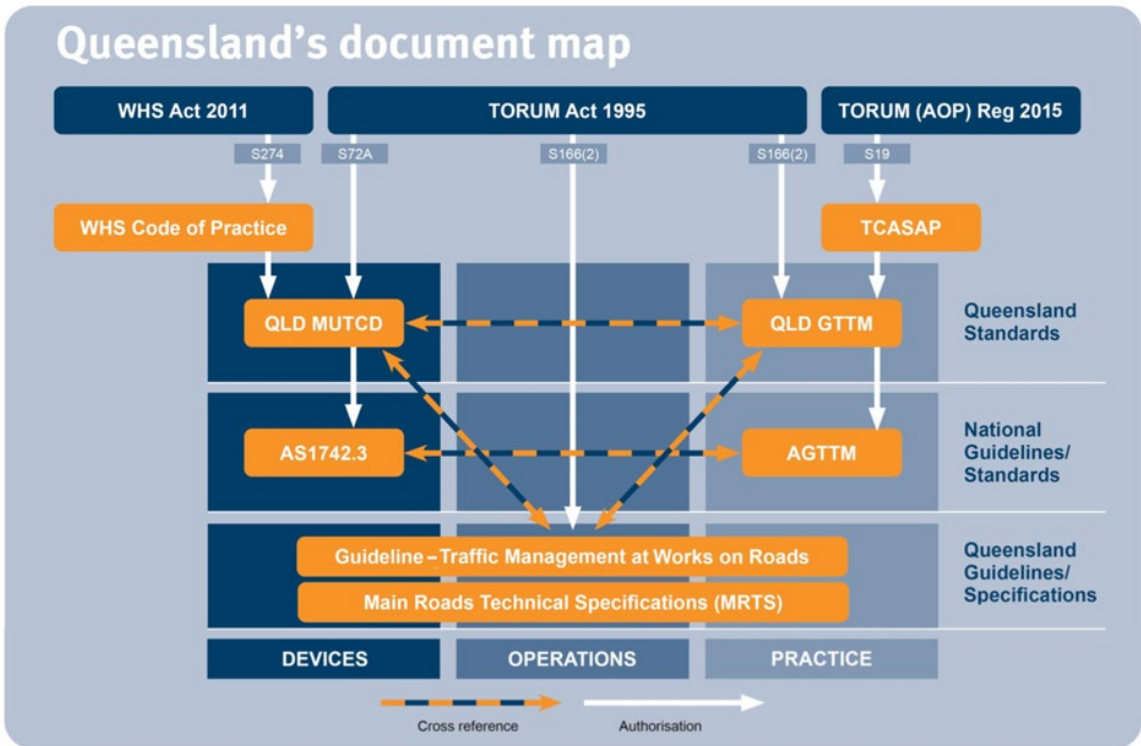 Queensland's document map
WHS Act 2011
TORUM Act 1995
TORUM (AOP) Reg 2015
S274
S72A
S166(2)
S166(2)
S19
WHS Code of Practice
TCASAP
QLD MUTCD
QLD GTTM
Queensland
Standards
AS1742.3
AGTTM
National
Guidelines/
Standards
Guideline – Traffic Management at Works on Roads
Main Roads Technical Specifications (MRTS)
Queensland
Guidelines/
Specifications
DEVICES
OPERATIONS
PRACTICE
Cross reference
Authorisation